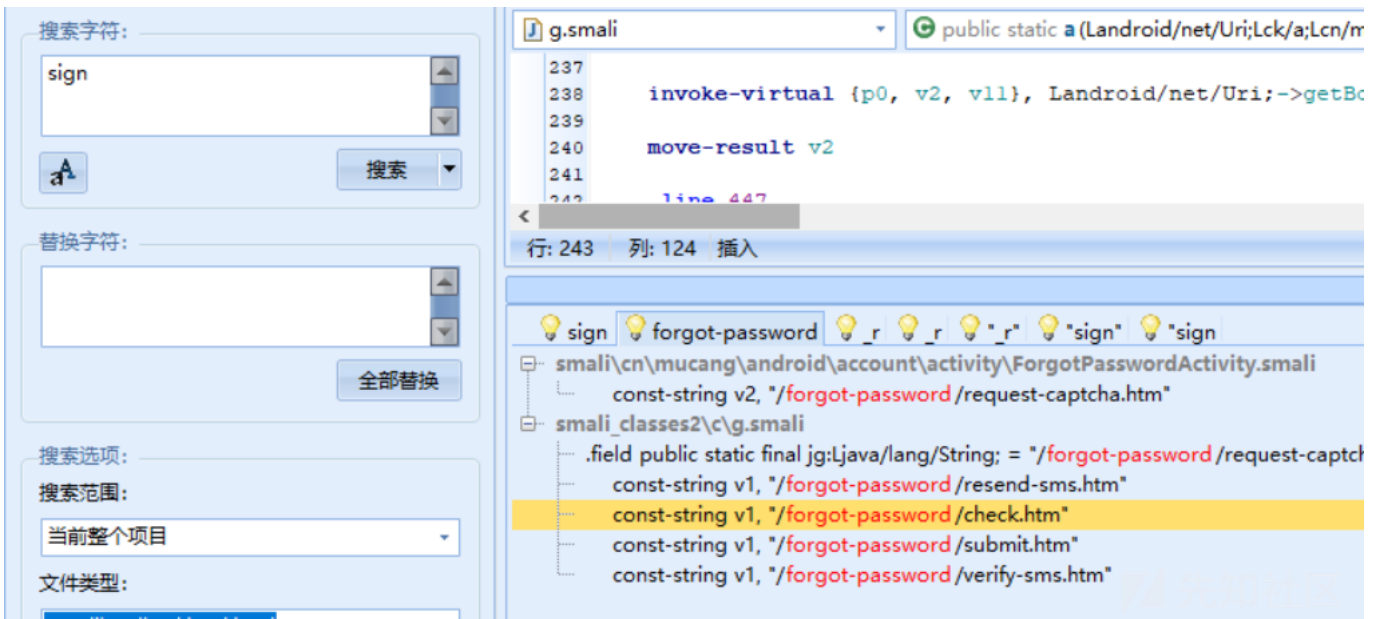 搜索字符:
sign
搜索
替换字符:
全部替换
搜索选项:
搜索范围:
当前整个项目
文件类型:
g.smali
public static a (Landroid/net/Uri;Lck/a;Lcn/m
237
238 invoke-virtual {p0, v2, v11}, Landroid/net/Uri;->getBo
239
240 move-result v2
241
242 line 447
行: 243 列: 124 插入
sign forgot-password _r _r "_r" "sign" "sign
smali\cn\mucang\android\account\activity\ForgotPasswordActivity.smali
const-string v2, "/forgot-password/request-captcha.htm"
smali_classes2\c\g.smali
.field public static final jg:Ljava/lang/String; = "/forgot-password/request-captch
const-string v1, "/forgot-password/resend-sms.htm"
const-string v1, "/forgot-password/check.htm"
const-string v1, "/forgot-password/submit.htm"
const-string v1, "/forgot-password/verify-sms.htm"